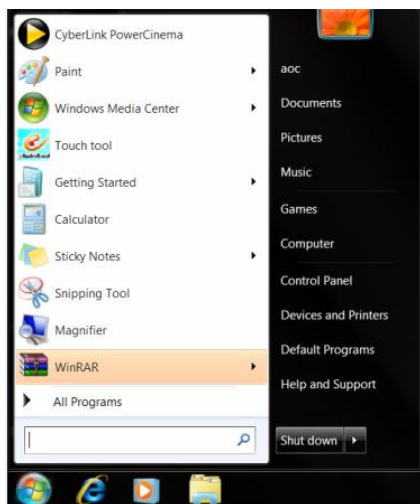 CyberLink PowerCinema
Paint
Windows Media Center
Touch tool
Getting Started
Calculator
Sticky Notes
Snipping Tool
Magnifier
WinRAR
All Programs
aoc
Documents
Pictures
Music
Games
Computer
Control Panel
Devices and Printers
Default Programs
Help and Support
Shut down